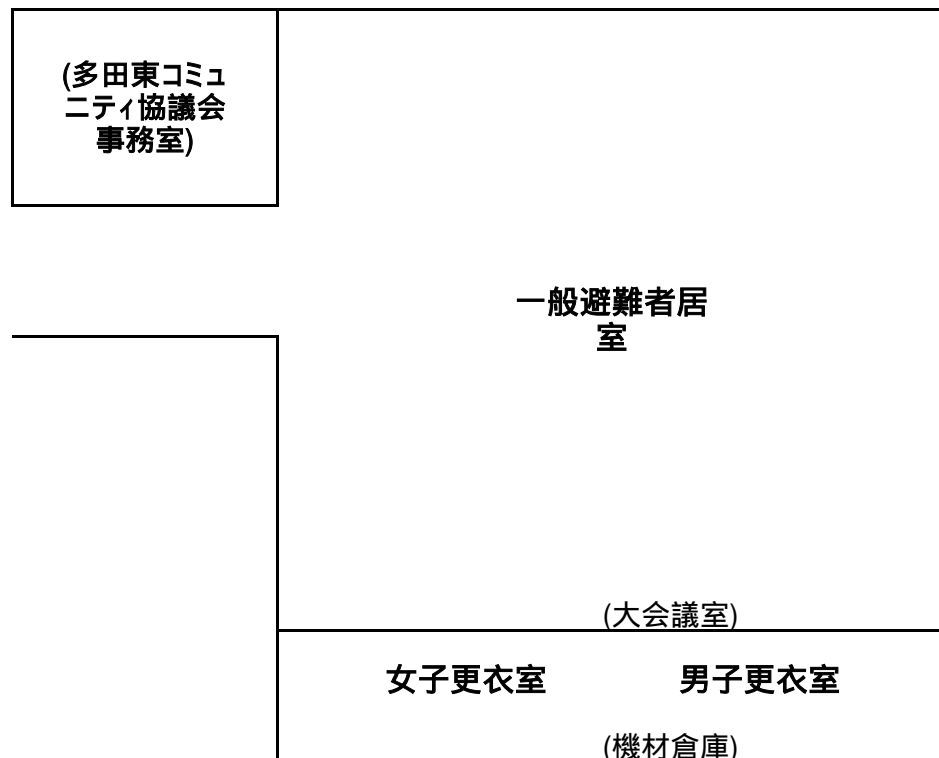 (多田東コミュ
ニティ協議会
事務室)
一般避難者居
室
(大会議室)
女子更衣室 男子更衣室
(機材倉庫)